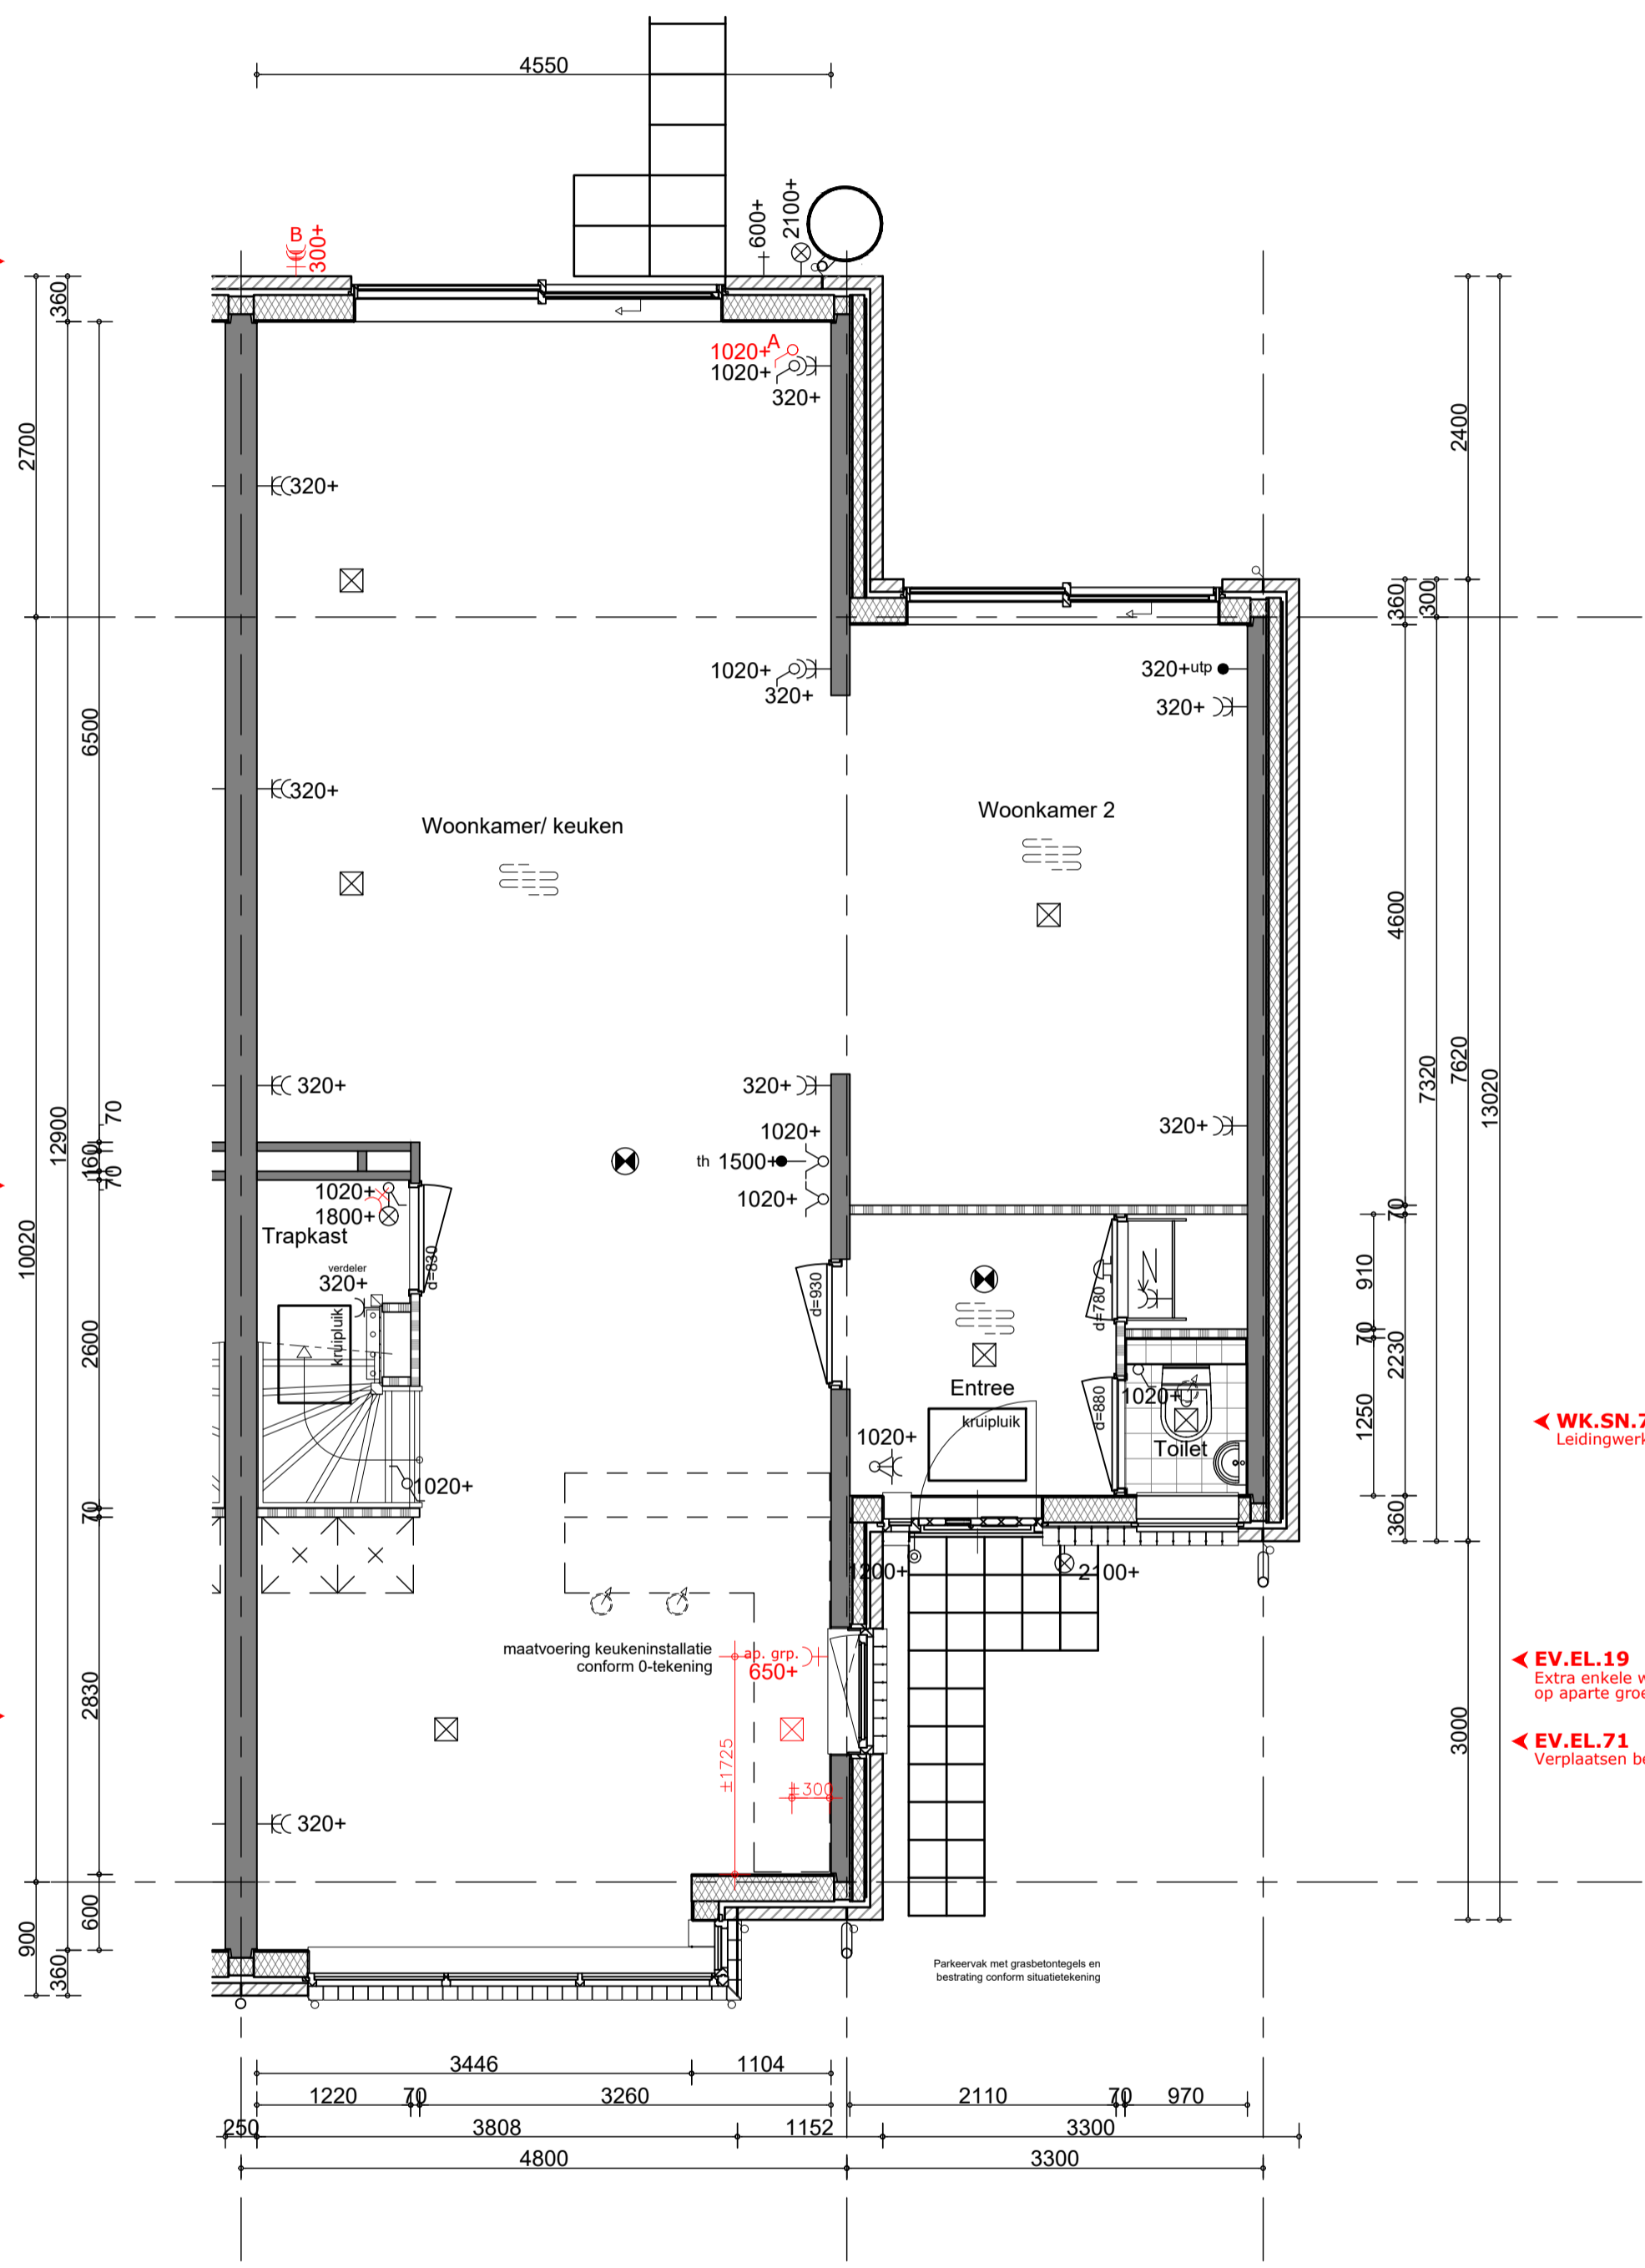 4550
B
300+
600+
2100+
360
1020+
A
1020+
320+
2400
2700
320+
360
300
1020+
320+
320+utp
320+
6500
320+
Woonkamer/ keuken
Woonkamer 2
4600
7320
7620
13020
320+
320+
70
12900
160
70
320+
1020+
th 1500+
1020+
1020+
1800+
Trapkast
d=830
verdeler
320+
kruipluik
10020
2600
70
910
d=930
d=780
70
2230
1250
Entree
kruipluik
d=880
1020+
Toilet
1020+
WK.SN.7
Leidingwerk
1020+
70
360
1200+
2100+
maatvoering keukeninstallatie
conform 0-tekening
ap. grp.
650+
EV.EL.19
Extra enkele w
op aparte groe
2830
±1725
3000
EV.EL.71
Verplaatsen be
±300
320+
600
900
360
Parkeervak met grasbetontegels en
bestrating conform situatietekening
3446
1104
1220
70
3260
2110
70
970
250
3808
1152
3300
4800
3300